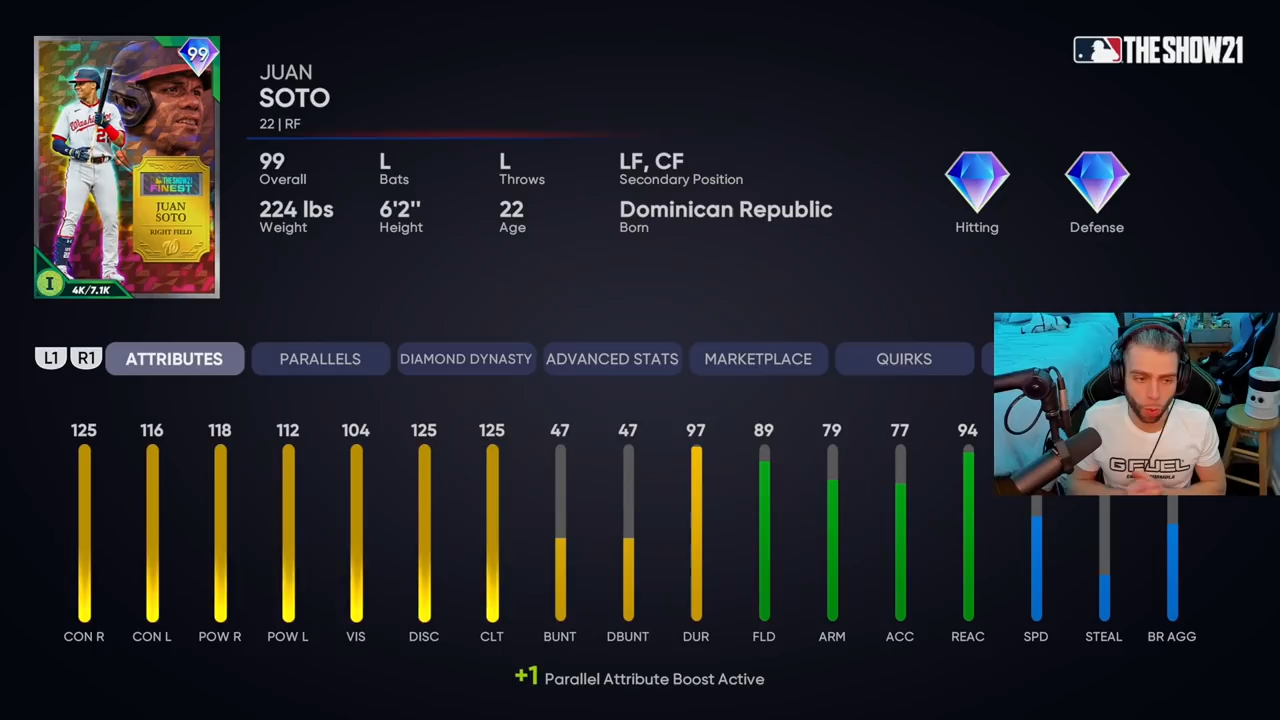 99
Washington
2
THE SHOW 21
FINEST
JUAN
SOTO
RIGHT FIELD
I
4K/7.1K
JUAN
SOTO
22 | RF
99
Overall
L
Bats
L
Throws
LF, CF
Secondary Position
224 lbs
Weight
6'2"
Height
22
Age
Dominican Republic
Born
Hitting
Defense
THE SHOW21
L1 R1 ATTRIBUTES PARALLELS DIAMOND DYNASTY ADVANCED STATS MARKETPLACE QUIRKS
125 116 118 112 104 125 125 47 47 97 89 79 77 94
CON R CON L POW R POW L VIS DISC CLT BUNT DBUNT DUR FLD ARM ACC REAC SPD STEAL BR AGG
+1 Parallel Attribute Boost Active
G FUEL